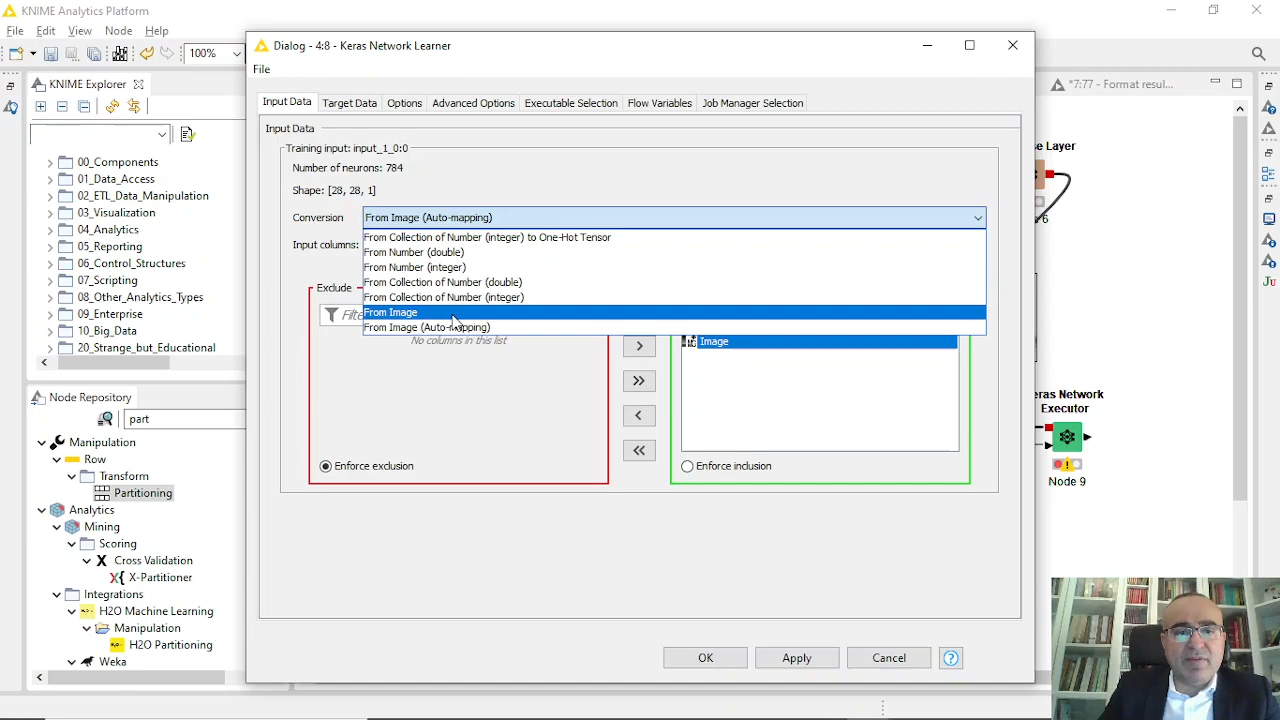 KNIME Analytics Platform
File Edit View Node Help
100%
KNIME Explorer
00_Components
01_Data_Access
02_ETL_Data_Manipulation
03_Visualization
04_Analytics
05_Reporting
06_Control_Structures
07_Scripting
08_Other_Analytics_Types
09_Enterprise
10_Big_Data
20_Strange_but_Educational
Node Repository
part
Manipulation
Row
Transform
Partitioning
Analytics
Mining
Scoring
Cross Validation
X-Partitioner
Integrations
H2O Machine Learning
Manipulation
H2O Partitioning
Weka
Dialog - 4:8 - Keras Network Learner
File
Input Data Target Data Options Advanced Options Executable Selection Flow Variables Job Manager Selection
Input Data
Training input: input_1_0:0
Number of neurons: 784
Shape: [28, 28, 1]
Conversion From Image (Auto-mapping)
From Collection of Number (integer) to One-Hot Tensor
Input columns:
From Number (double)
From Number (integer)
From Collection of Number (double)
Exclude
From Collection of Number (integer)
From Image
From Image (Auto-mapping)
No columns in this list
Image
Enforce exclusion
Enforce inclusion
OK Apply Cancel
*7:77 - Format resul...
se Layer
6
eras Network
Executor
Node 9
Ju